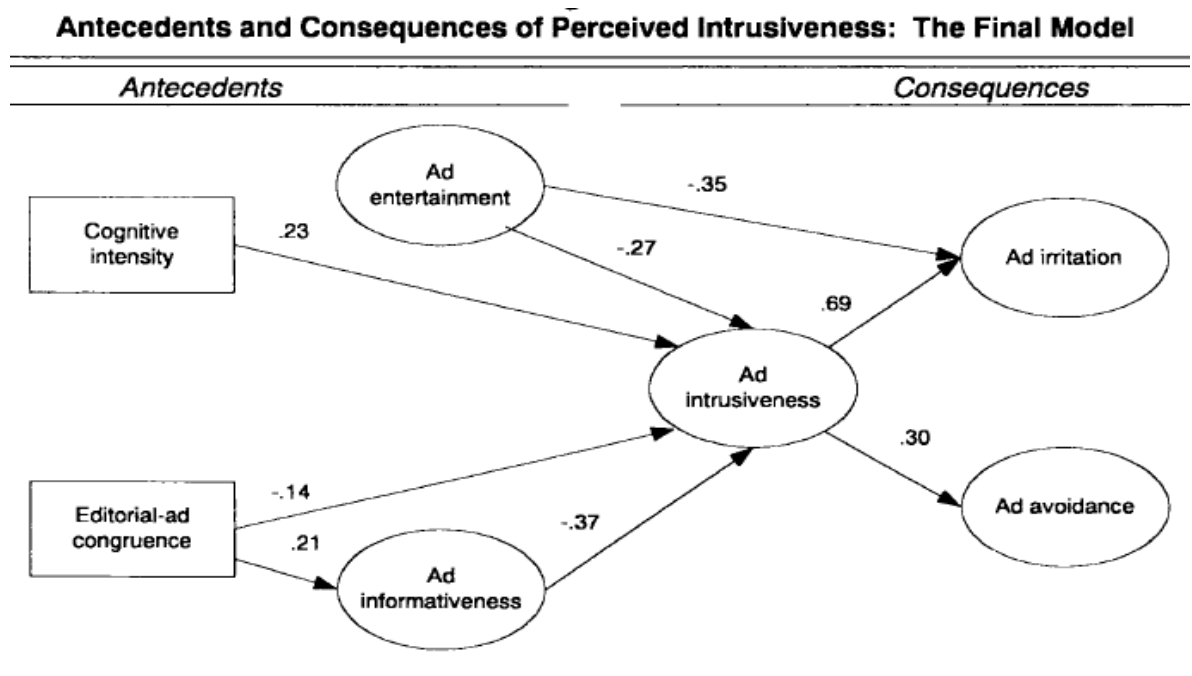 Antecedents and Consequences of Perceived Intrusiveness: The Final Model
Antecedents
Consequences
Ad
entertainment
-.35
Cognitive
intensity
.23
-.27
Ad irritation
.69
Ad
intrusiveness
.30
Editorial-ad
congruence
-.14
.21
-.37
Ad avoidance
Ad
informativeness